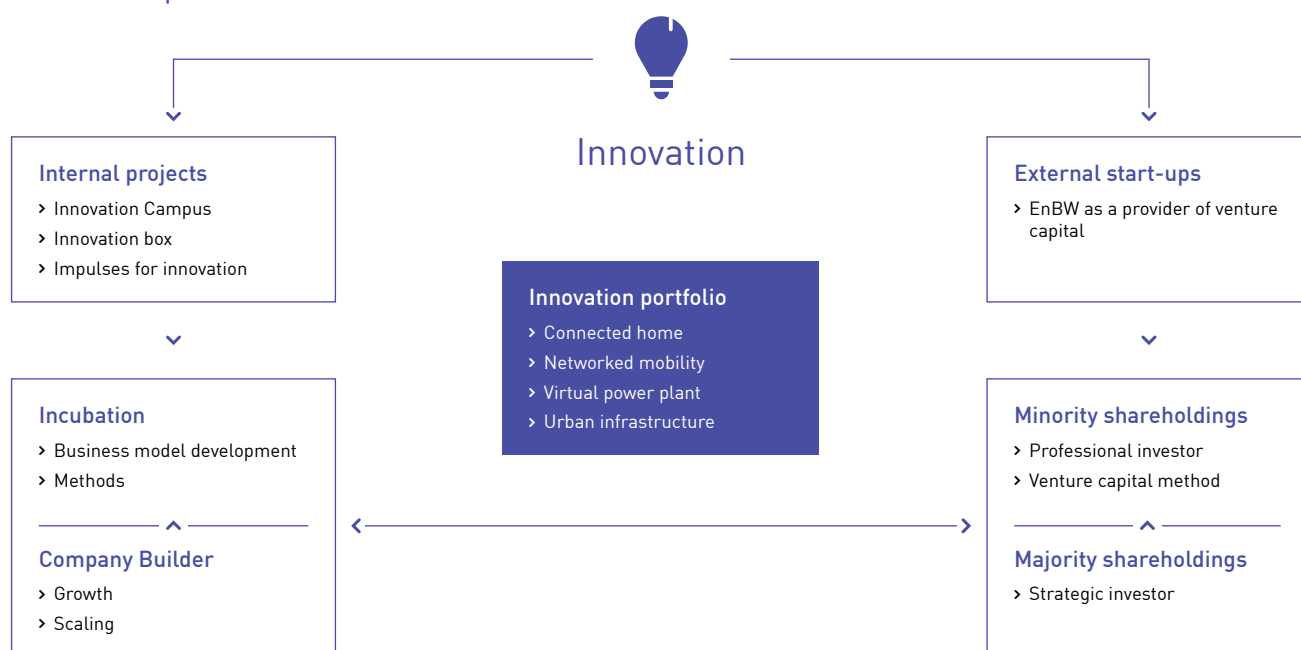 Innovation
Internal projects
Innovation Campus
Innovation box
Impulses for innovation
External start-ups
EnBW as a provider of venture
capital
Innovation portfolio
Connected home
Networked mobility
Virtual power plant
Urban infrastructure
Incubation
Business model development
Methods
Company Builder
Growth
Scaling
Minority shareholdings
Professional investor
Venture capital method
Majority shareholdings
Strategic investor